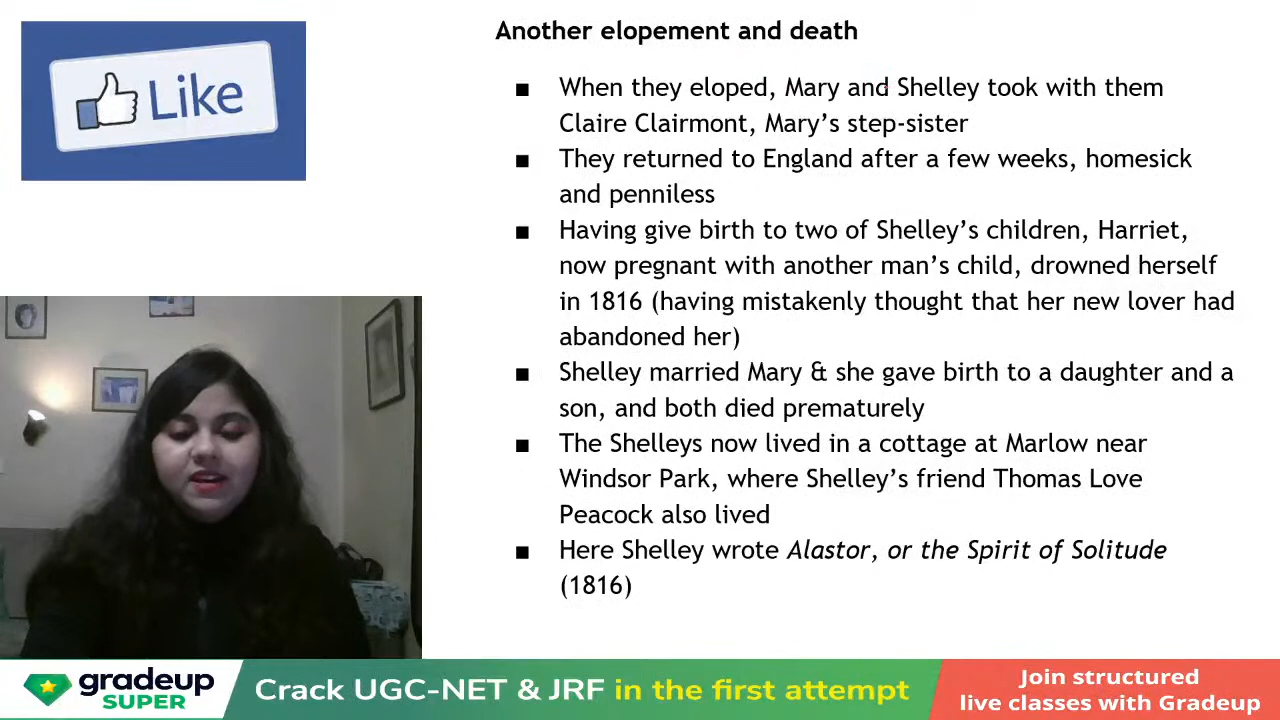 Like
Another elopement and death
■ When they eloped, Mary and Shelley took with them
Claire Clairmont, Mary’s step-sister
■ They returned to England after a few weeks, homesick
and penniless
■ Having give birth to two of Shelley’s children, Harriet,
now pregnant with another man’s child, drowned herself
in 1816 (having mistakenly thought that her new lover had
abandoned her)
■ Shelley married Mary & she gave birth to a daughter and a
son, and both died prematurely
■ The Shelleys now lived in a cottage at Marlow near
Windsor Park, where Shelley’s friend Thomas Love
Peacock also lived
■ Here Shelley wrote Alastor, or the Spirit of Solitude
(1816)
gradeup
SUPER
Crack UGC-NET & JRF in the first attempt
Join structured
live classes with Gradeup